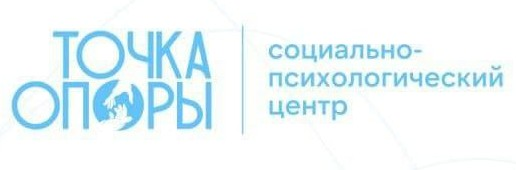 ТОЧКА
ОПОРЫ
социально-
психологический
центр